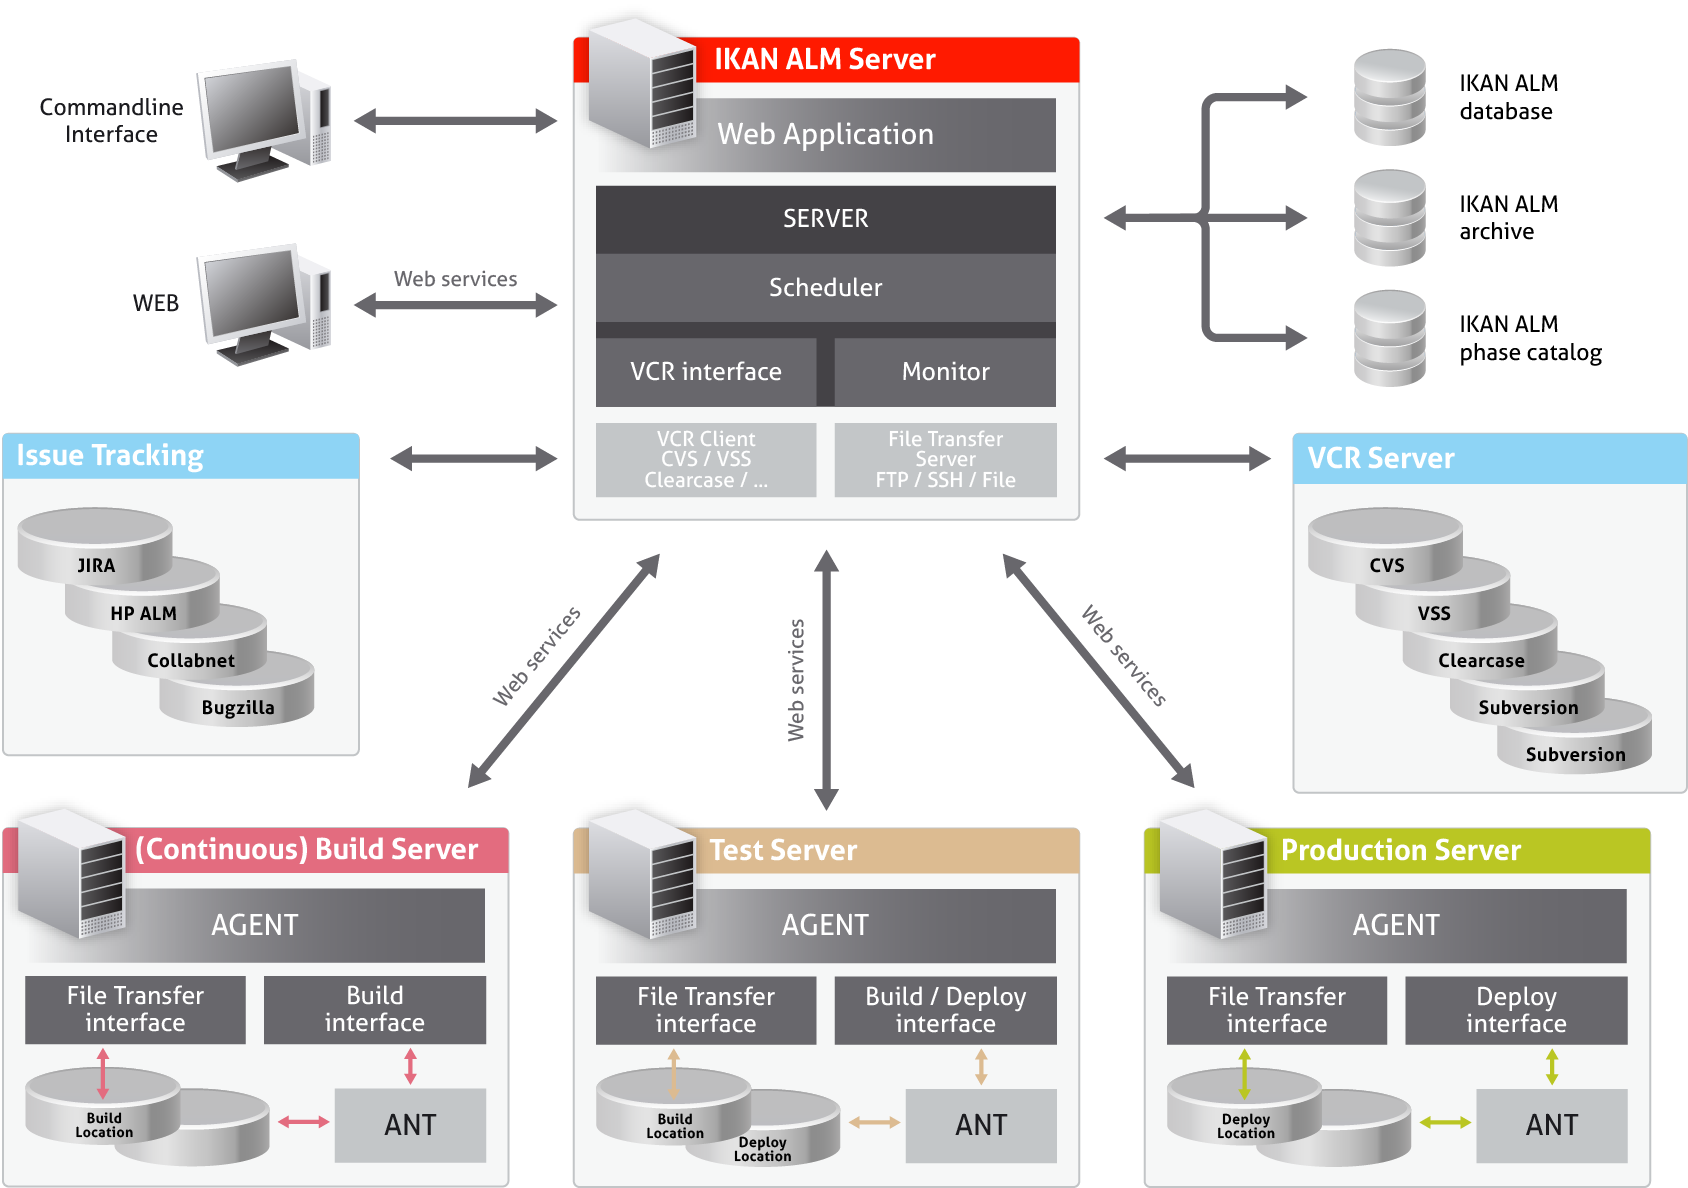 IKAN ALM Server
Web Application
SERVER
Scheduler
VCR interface
Monitor
VCR Client
CVS / VSS
Clearcase / ...
File Transfer
Server
FTP / SSH / File
Commandline
Interface
WEB
Web services
IKAN ALM
database
IKAN ALM
archive
IKAN ALM
phase catalog
Issue Tracking
JIRA
HP ALM
Collabnet
Bugzilla
VCR Server
CVS
VSS
Clearcase
Subversion
Subversion
Web services
Web services
Web services
(Continuous) Build Server
AGENT
File Transfer
interface
Build
interface
Build
Location
ANT
Test Server
AGENT
File Transfer
interface
Build / Deploy
interface
Build
Location
Deploy
Location
ANT
Production Server
AGENT
File Transfer
interface
Deploy
interface
Deploy
Location
ANT